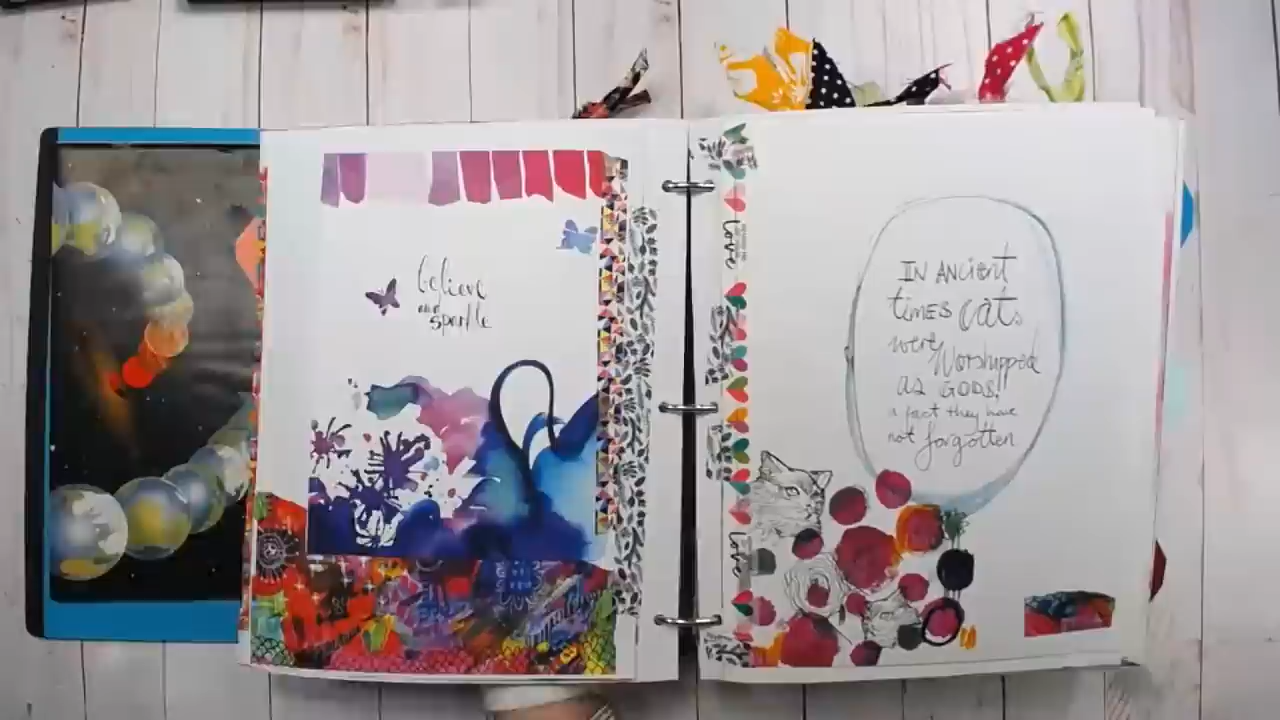 believe
and
sparkle
love
love
IN ANCiENT
tiMES cats
were Worshipped
as GODS,
a fact they have
not forgotten